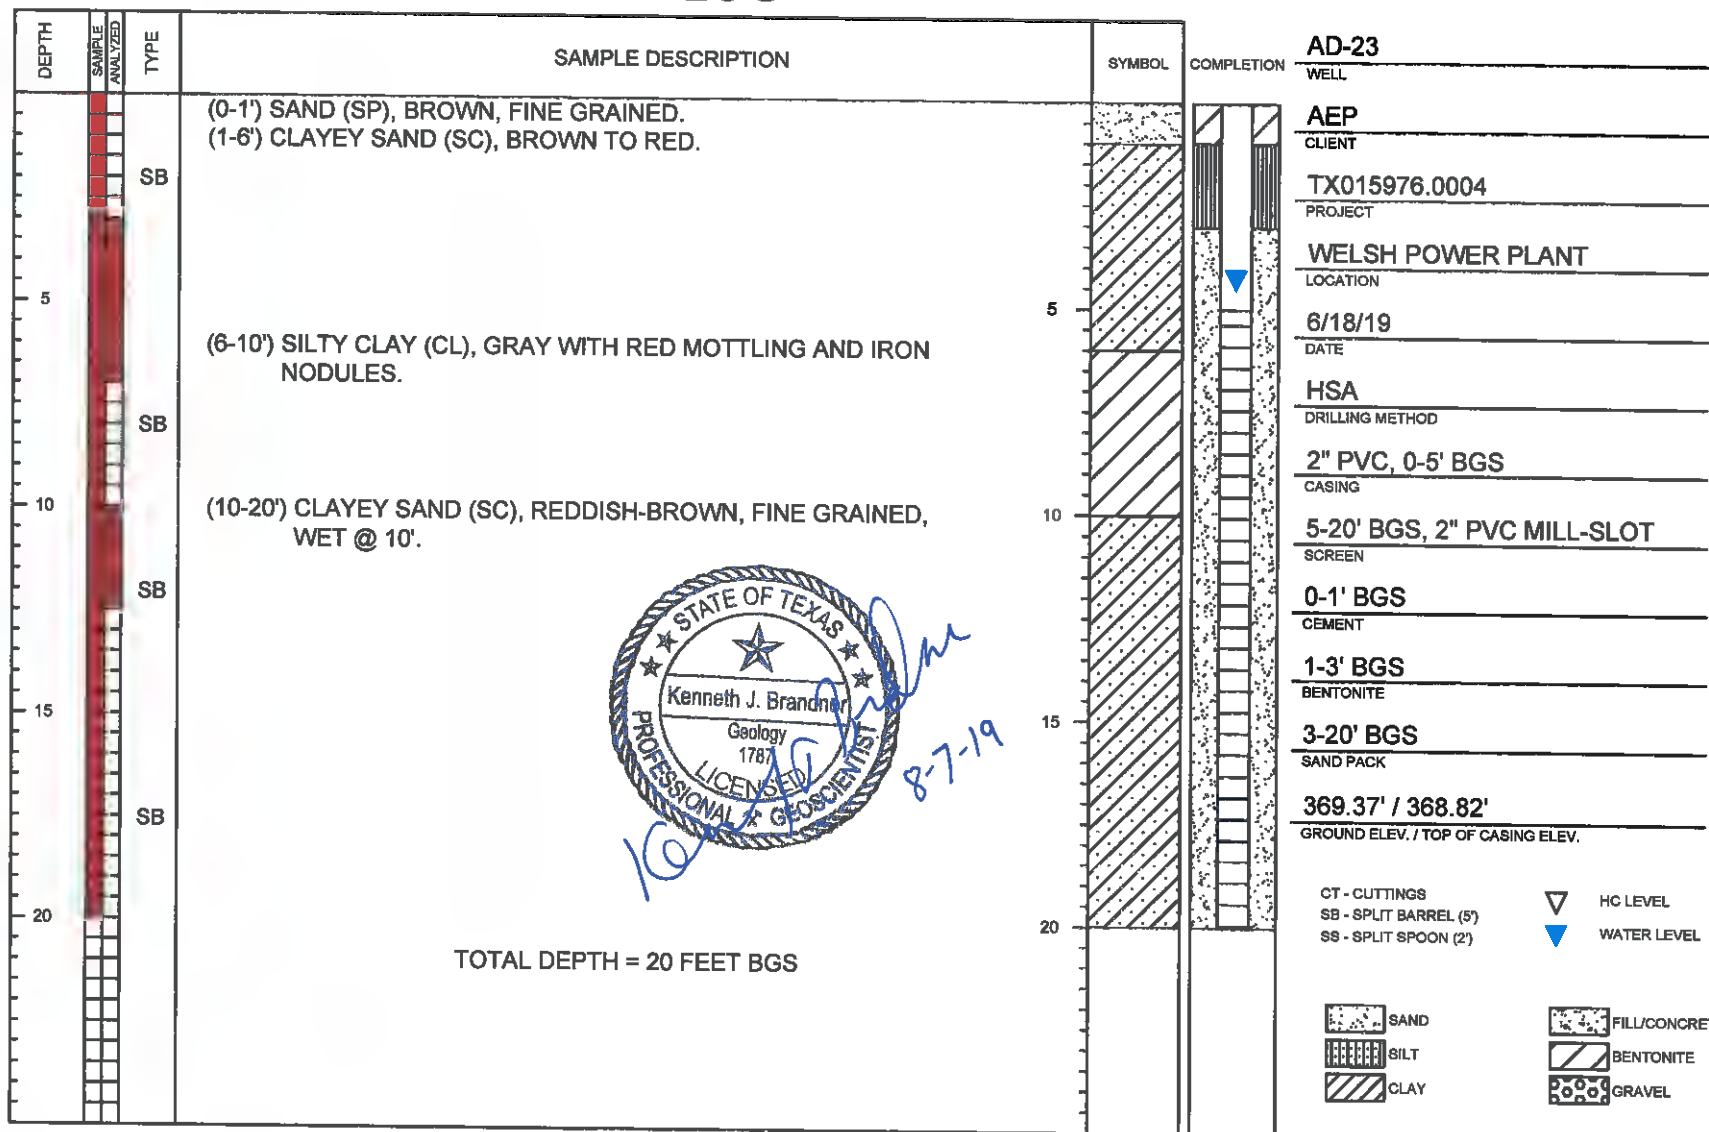 DEPTH
SAMPLE
ANALYZED
TYPE
SAMPLE DESCRIPTION
SYMBOL
COMPLETION
(0-1') SAND (SP), BROWN, FINE GRAINED.
(1-6') CLAYEY SAND (SC), BROWN TO RED.
SB
5
5
(6-10') SILTY CLAY (CL), GRAY WITH RED MOTTLING AND IRON
NODULES.
SB
10
10
(10-20') CLAYEY SAND (SC), REDDISH-BROWN, FINE GRAINED,
WET @ 10'.
SB
STATE OF TEXAS
Kenneth J. Brandner
Geology
1787
LICENSED
PROFESSIONAL GEOSCIENTIST
8-7-19
15
15
SB
20
20
TOTAL DEPTH = 20 FEET BGS
AD-23
WELL
AEP
CLIENT
TX015976.0004
PROJECT
WELSH POWER PLANT
LOCATION
6/18/19
DATE
HSA
DRILLING METHOD
2" PVC, 0-5' BGS
CASING
5-20' BGS, 2" PVC MILL-SLOT
SCREEN
0-1' BGS
CEMENT
1-3' BGS
BENTONITE
3-20' BGS
SAND PACK
369.37' / 368.82'
GROUND ELEV. / TOP OF CASING ELEV.
CT - CUTTINGS
SB - SPLIT BARREL (5')
SS - SPLIT SPOON (2')
HC LEVEL
WATER LEVEL
SAND
SILT
CLAY
FILL/CONCRE
BENTONITE
GRAVEL